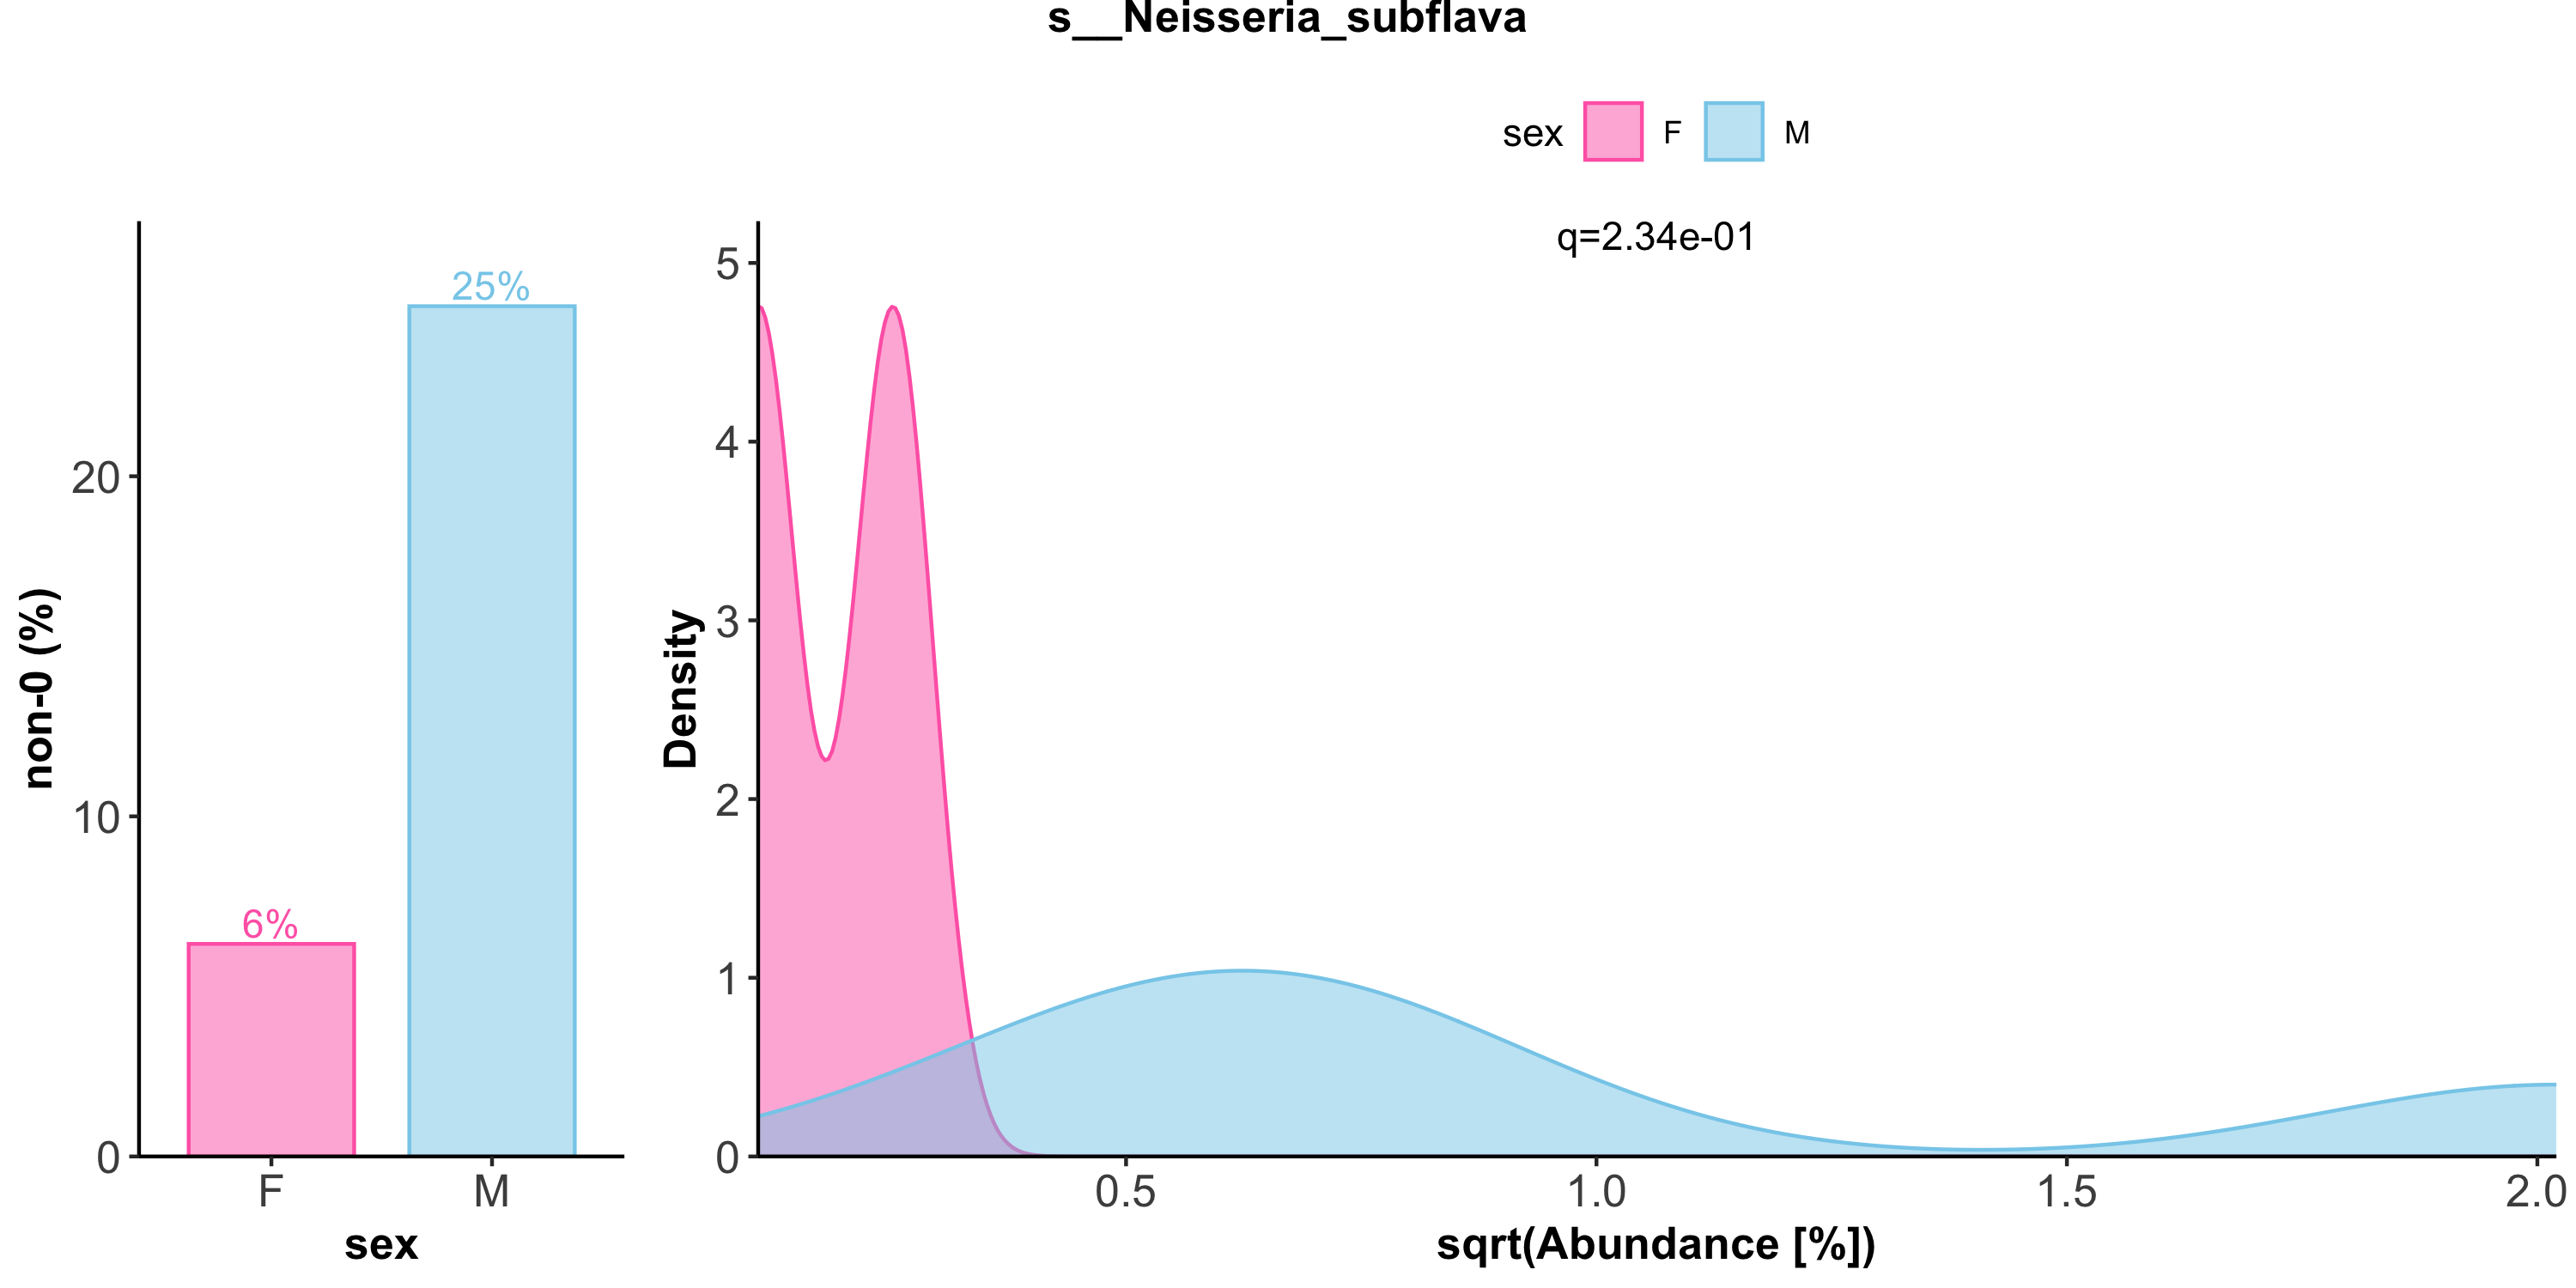 s__Neisseria_subflava
sex F M
q=2.34e-01
non-0 (%)
20
10
0
25%
6%
F M
sex
Density
5
4
3
2
1
0
0.5 1.0 1.5 2.0
sqrt(Abundance [%])